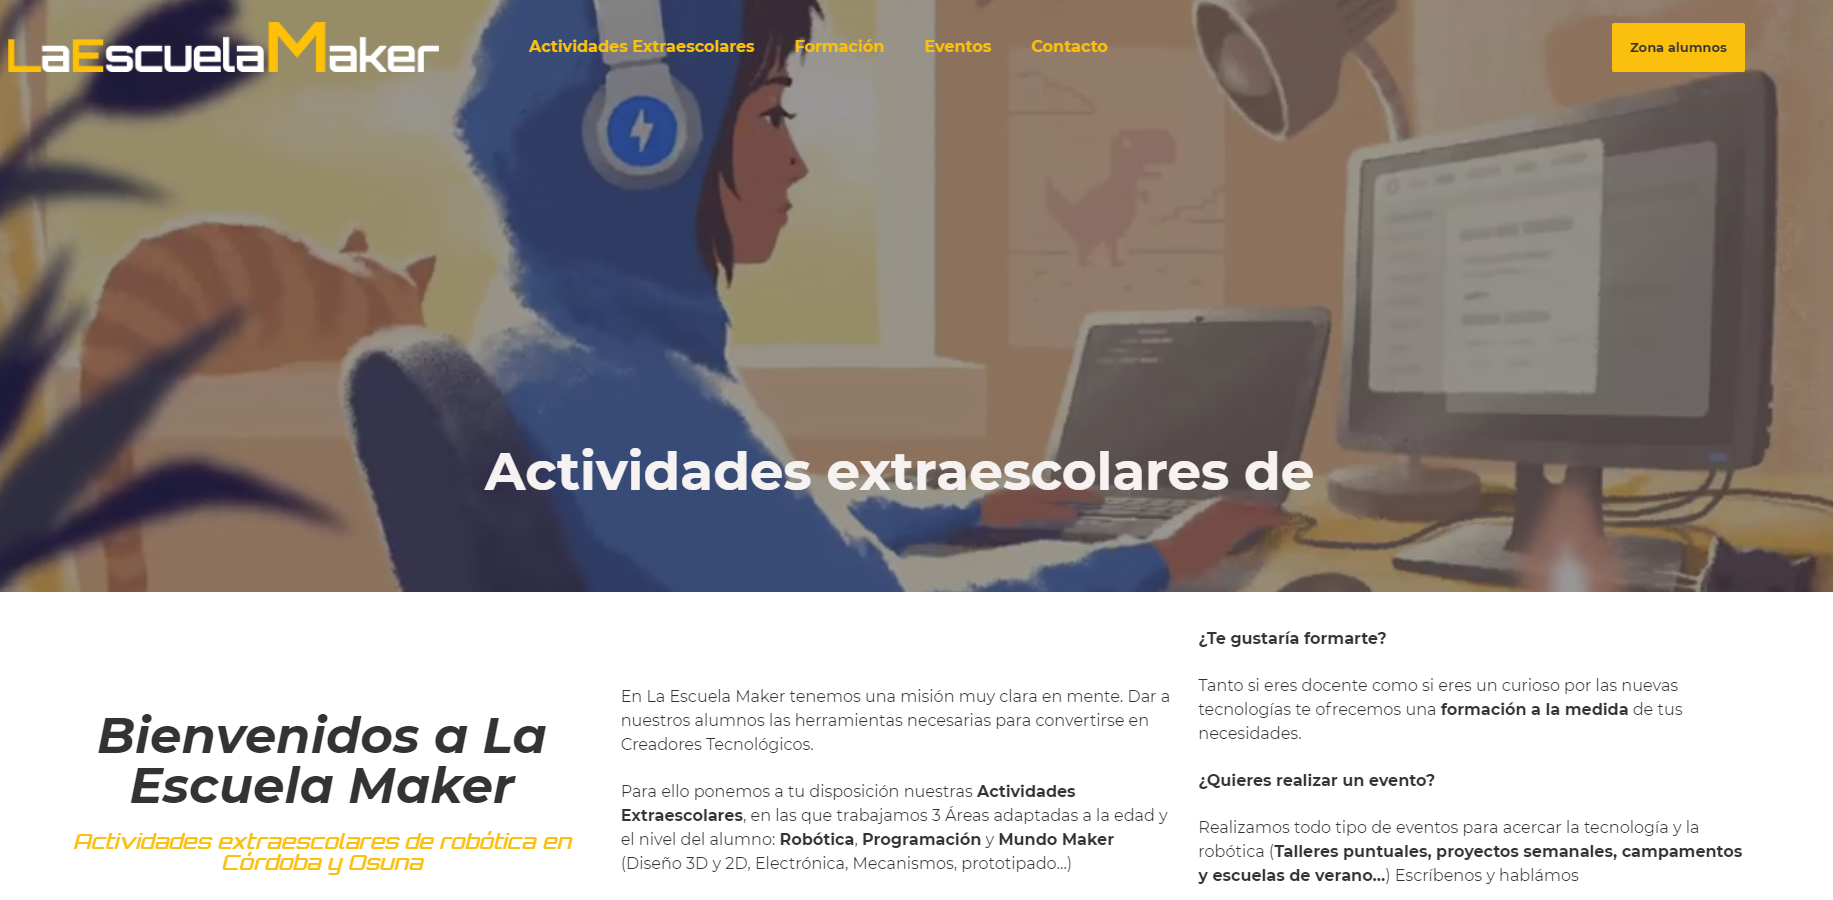 LaEscuelaMaker
Actividades Extraescolares
Formación
Eventos
Contacto
Zona alumnos
Actividades extraescolares de
Bienvenidos a La
Escuela Maker
Actividades extraescolares de robótica en
Córdoba y Osuna
En La Escuela Maker tenemos una misión muy clara en mente. Dar a
nuestros alumnos las herramientas necesarias para convertirse en
Creadores Tecnológicos.
Para ello ponemos a tu disposición nuestras Actividades
Extraescolares, en las que trabajamos 3 Áreas adaptadas a la edad y
el nivel del alumno: Robótica, Programación y Mundo Maker
(Diseño 3D y 2D, Electrónica, Mecanismos, prototipado...)
¿Te gustaría formarte?
Tanto si eres docente como si eres un curioso por las nuevas
tecnologías te ofrecemos una formación a la medida de tus
necesidades.
¿Quieres realizar un evento?
Realizamos todo tipo de eventos para acercar la tecnología y la
robótica (Talleres puntuales, proyectos semanales, campamentos
y escuelas de verano...) Escríbenos y hablámos